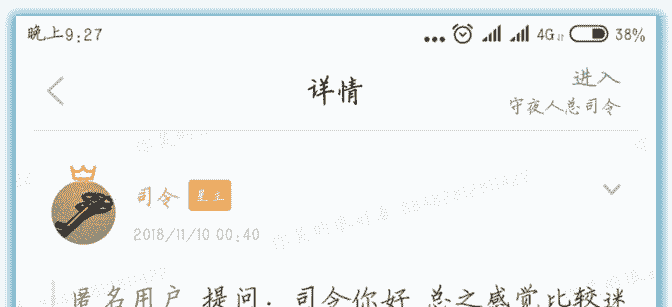 晚上9:27
4G 38%
详情
进入
守夜人总司令
司令 星主
2018/11/10 00:40
匿名用户 提问：司令你好 总之感觉比较迷